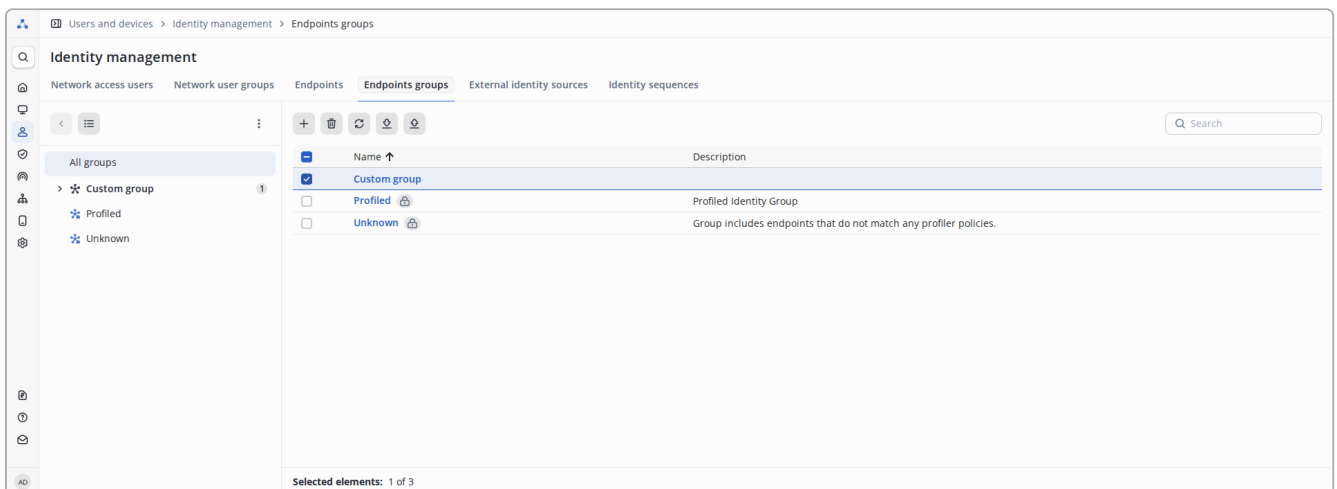 Users and devices > Identity management > Endpoints groups
Identity management
Network access users Network user groups Endpoints Endpoints groups External identity sources Identity sequences
Search
All groups
Custom group 1
Profiled
Unknown
Name Description
Custom group
Profiled Profiled Identity Group
Unknown Group includes endpoints that do not match any profiler policies.
AD
Selected elements: 1 of 3